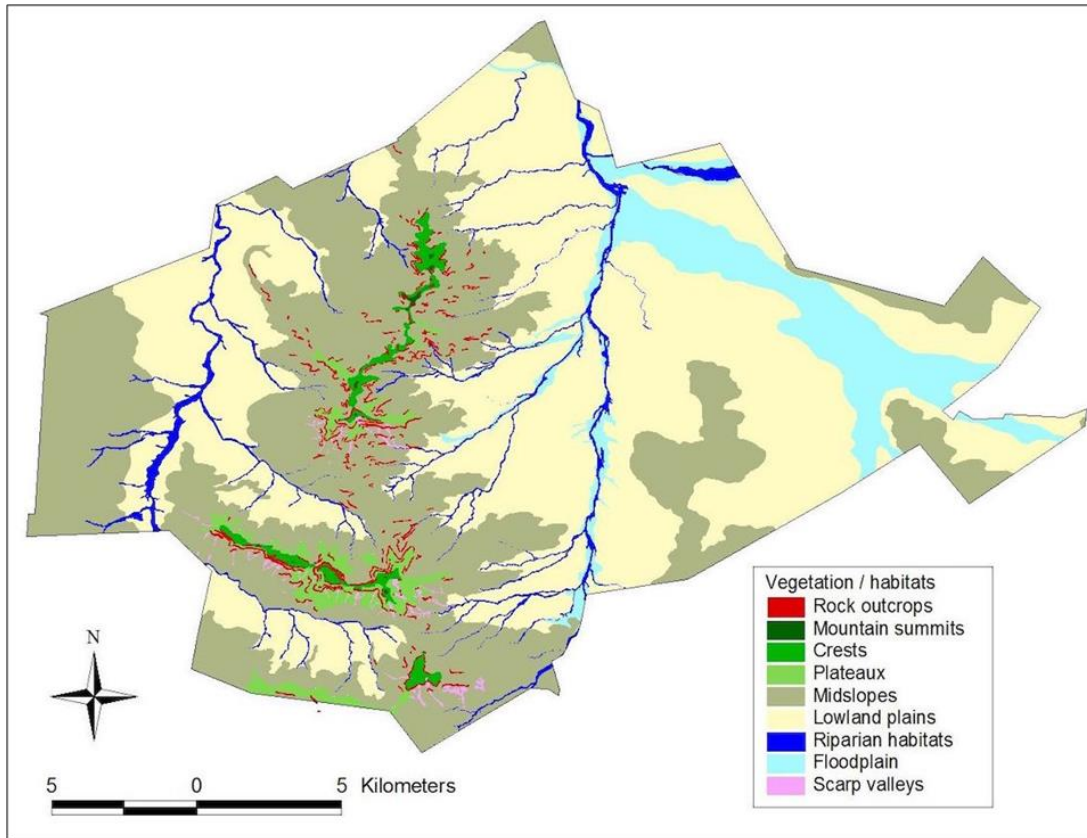 N
5 0 5 Kilometers
Vegetation / habitats
Rock outcrops
Mountain summits
Crests
Plateaux
Midslopes
Lowland plains
Riparian habitats
Floodplain
Scarp valleys